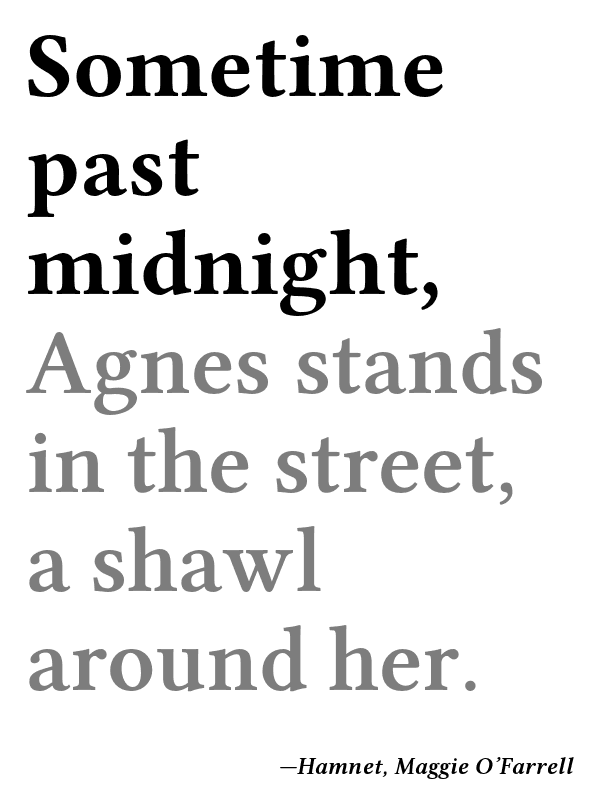 Sometime
past
midnight,
Agnes stands
in the street,
a shawl
around her.
—Hamnet, Maggie O’Farrell